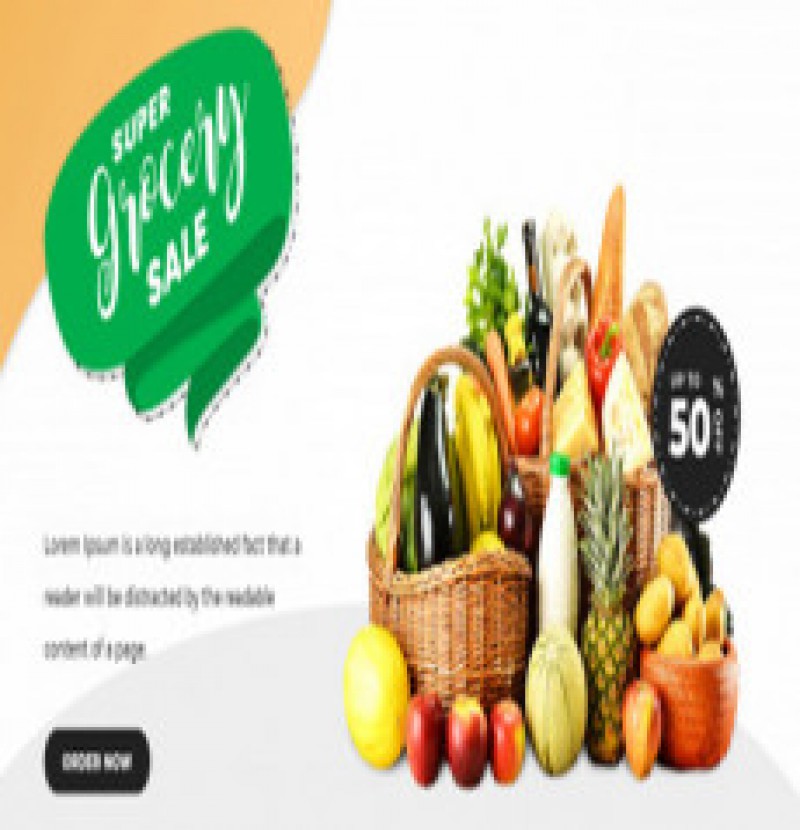 SUPER
grocery
SALE
Lorem Ipsum is a long established fact that a
reader will be distracted by the readable
content of a page.
ORDER NOW
UP TO
50 %
OFF